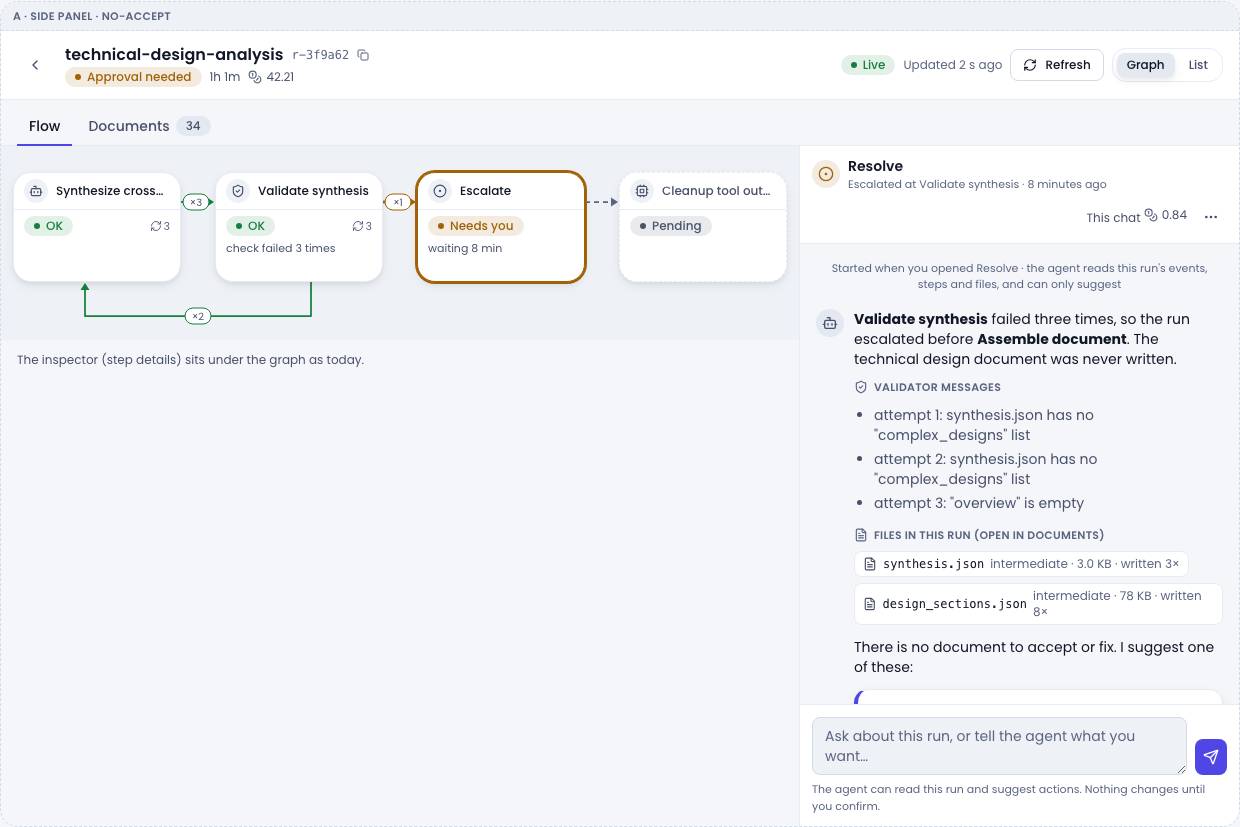 A · SIDE PANEL · NO-ACCEPT
technical-design-analysis r–3f9a62
Approval needed 1h 1m 42.21
Live Updated 2 s ago Refresh Graph List
Flow Documents 34
Synthesize cross…
OK 3
×3
Validate synthesis
OK 3
check failed 3 times
×1
Escalate
Needs you
waiting 8 min
Cleanup tool out…
Pending
×2
The inspector (step details) sits under the graph as today.
Resolve
Escalated at Validate synthesis · 8 minutes ago
This chat 0.84 ···
Started when you opened Resolve · the agent reads this run's events,
steps and files, and can only suggest
Validate synthesis failed three times, so the run
escalated before Assemble document. The
technical design document was never written.
VALIDATOR MESSAGES
• attempt 1: synthesis.json has no
"complex_designs" list
• attempt 2: synthesis.json has no
"complex_designs" list
• attempt 3: "overview" is empty
FILES IN THIS RUN (OPEN IN DOCUMENTS)
synthesis.json intermediate · 3.0 KB · written 3×
design_sections.json intermediate · 78 KB · written
8×
There is no document to accept or fix. I suggest one
of these:
Ask about this run, or tell the agent what you
want…
The agent can read this run and suggest actions. Nothing changes until
you confirm.